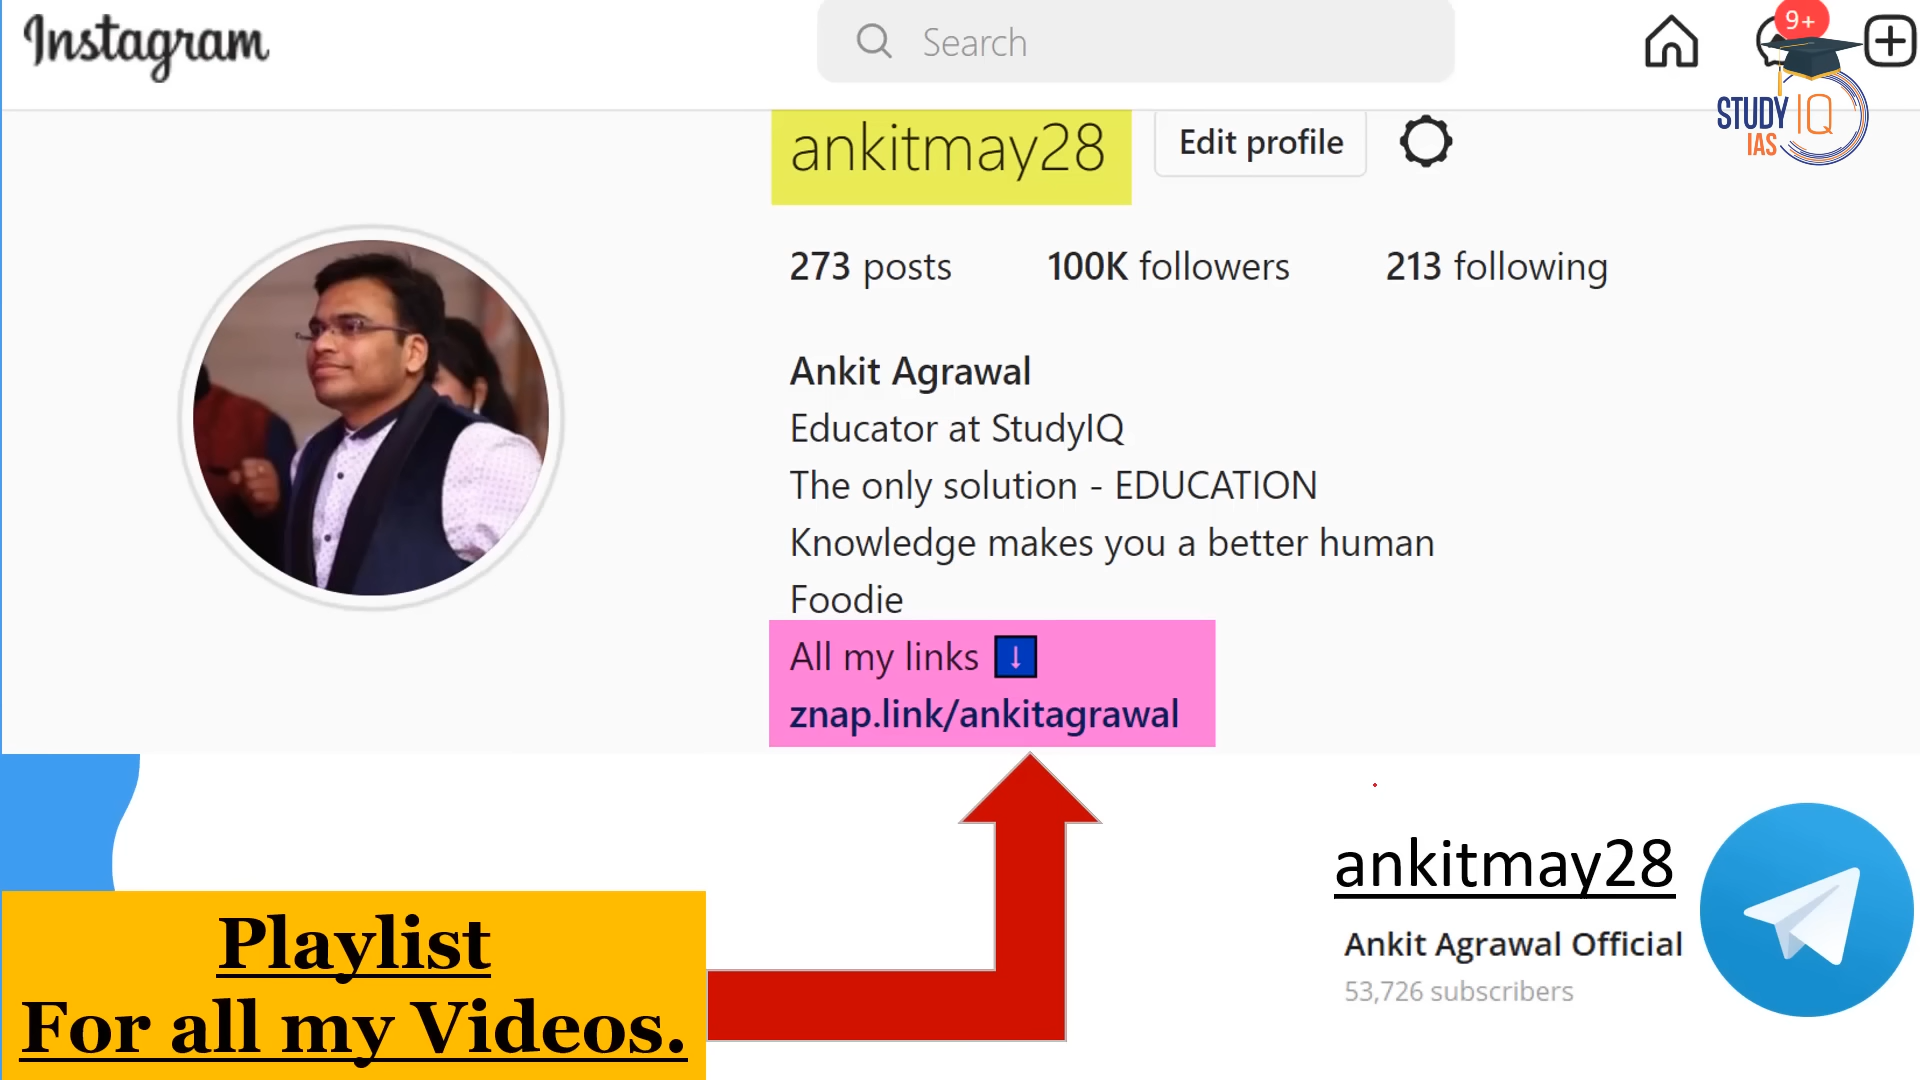 Instagram
Search
9+
STUDY IQ
IAS
ankitmay28
Edit profile
273 posts 100K followers 213 following
Ankit Agrawal
Educator at StudyIQ
The only solution - EDUCATION
Knowledge makes you a better human
Foodie
All my links ↓
znap.link/ankitagrawal
Playlist
For all my Videos.
ankitmay28
Ankit Agrawal Official
53,726 subscribers